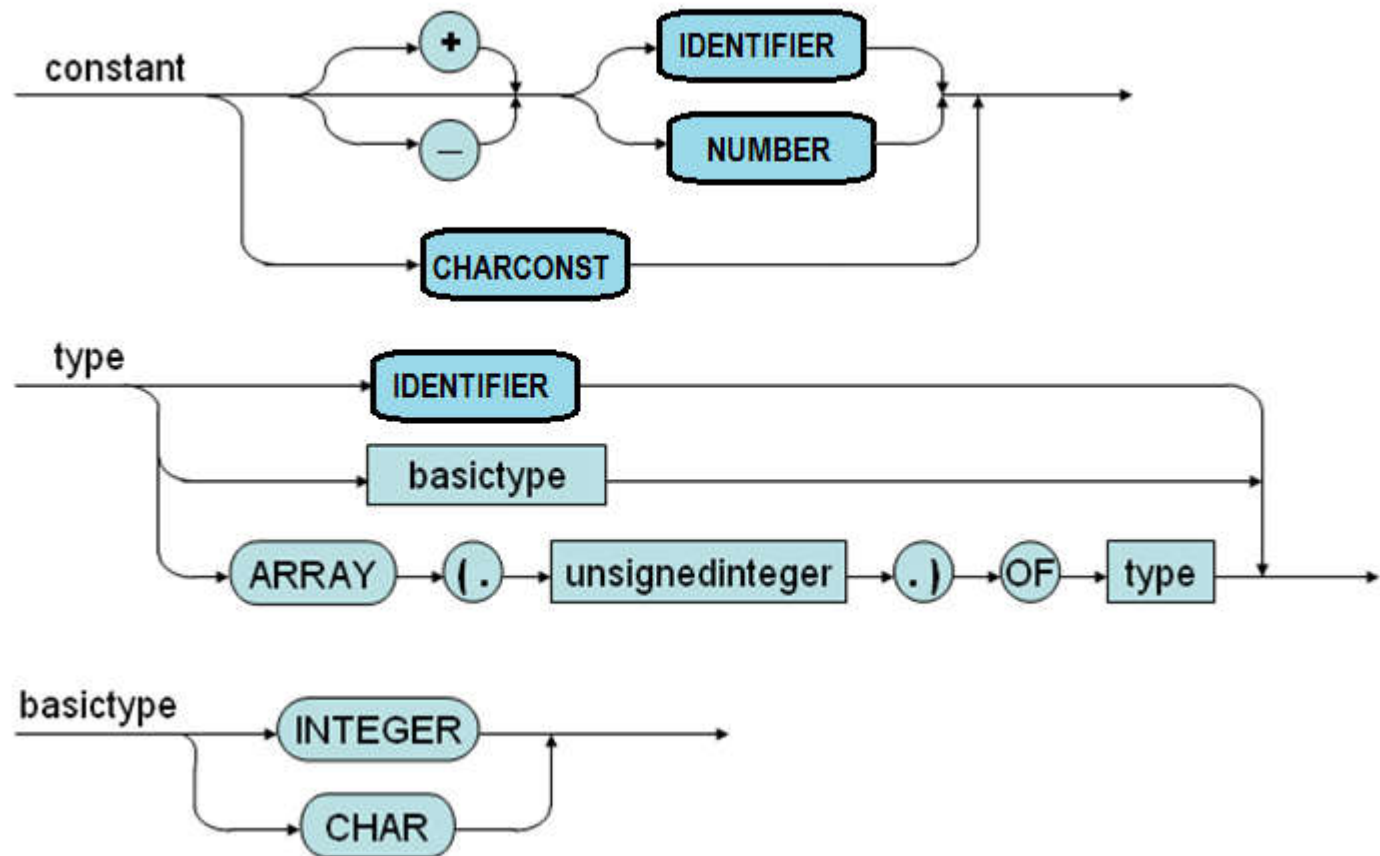 +
IDENTIFIER
constant
–
NUMBER
CHARCONST
type
IDENTIFIER
basictype
ARRAY (. unsignedinteger .) OF type
basictype
INTEGER
CHAR